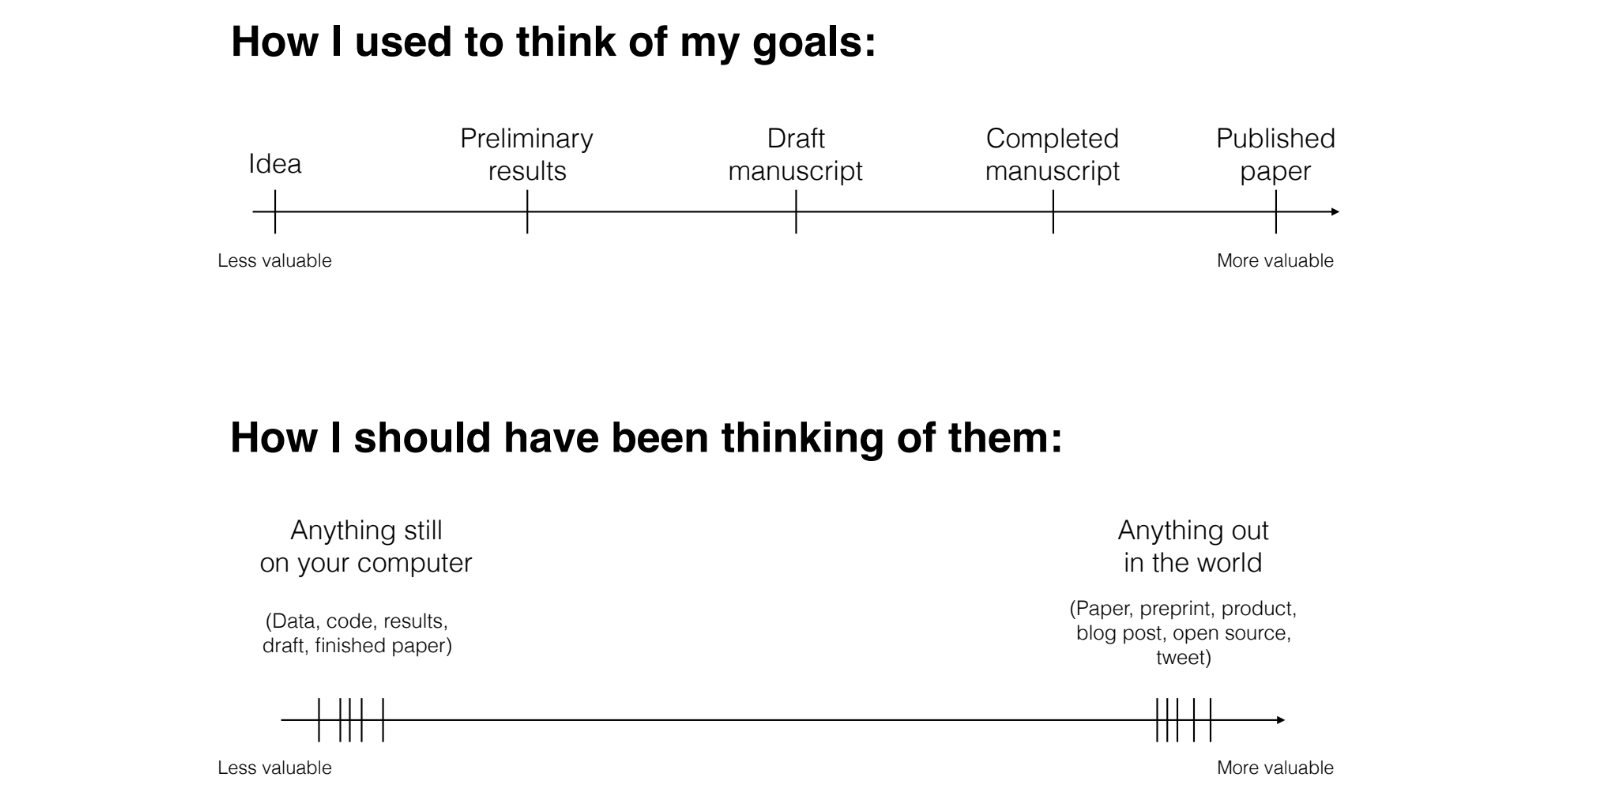 How I used to think of my goals:
Idea
Preliminary
results
Draft
manuscript
Completed
manuscript
Published
paper
Less valuable
More valuable
How I should have been thinking of them:
Anything still
on your computer
(Data, code, results,
draft, finished paper)
Anything out
in the world
(Paper, preprint, product,
blog post, open source,
tweet)
Less valuable
More valuable